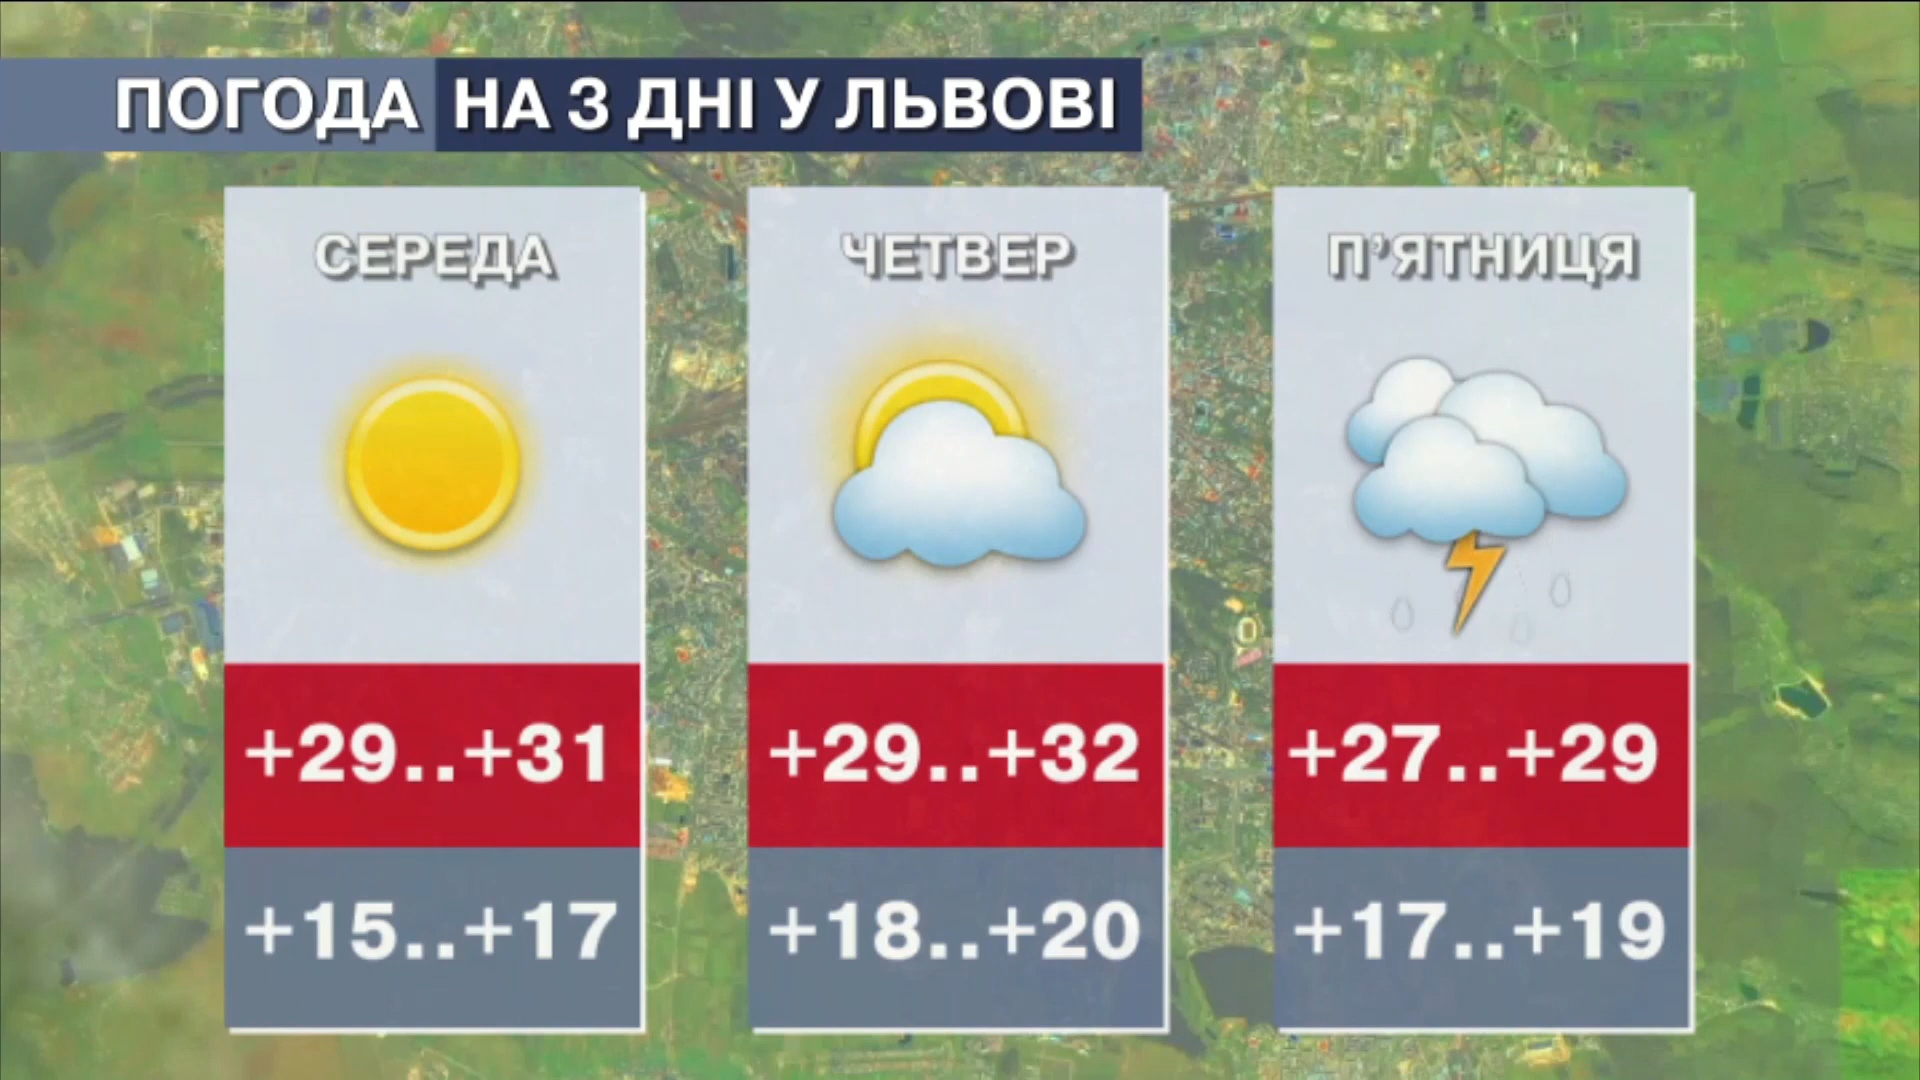 ПОГОДА НА 3 ДНІ У ЛЬВОВІ
СЕРЕДА
+29..+31
+15..+17
ЧЕТВЕР
+29..+32
+18..+20
П'ЯТНИЦЯ
+27..+29
+17..+19